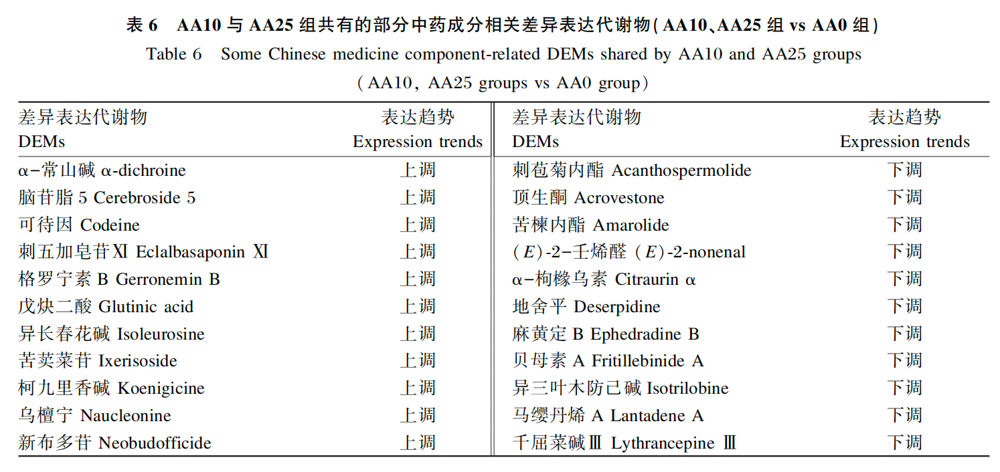 表 6 AA10 与 AA25 组共有的部分中药成分相关差异表达代谢物(AA10、AA25 组 vs AA0 组)
Table 6 Some Chinese medicine component-related DEMs shared by AA10 and AA25 groups
(AA10, AA25 groups vs AA0 group)
差异表达代谢物 表达趋势 差异表达代谢物 表达趋势
DEMs Expression trends DEMs Expression trends
α-常山碱 α-dichroine 上调 刺苞菊内酯 Acanthospermolide 下调
脑苷脂 5 Cerebroside 5 上调 顶生酮 Acrovestone 下调
可待因 Codeine 上调 苦楝内酯 Amarolide 下调
刺五加皂苷Ⅺ Eclalbasaponin Ⅺ 上调 (E)-2-壬烯醛 (E)-2-nonenal 下调
格罗宁素 B Gerronemin B 上调 α-枸橼乌素 Citraurin α 下调
戊炔二酸 Glutinic acid 上调 地舍平 Deserpidine 下调
异长春花碱 Isoleurosine 上调 麻黄定 B Ephedradine B 下调
苦荬菜苷 Ixerisoside 上调 贝母素 A Fritillebinide A 下调
柯九里香碱 Koenigicine 上调 异三叶木防己碱 Isotrilobine 下调
乌檀宁 Naucleonine 上调 马缨丹烯 A Lantadene A 下调
新布多苷 Neobudofficide 上调 千屈菜碱Ⅲ Lythrancepine Ⅲ 下调